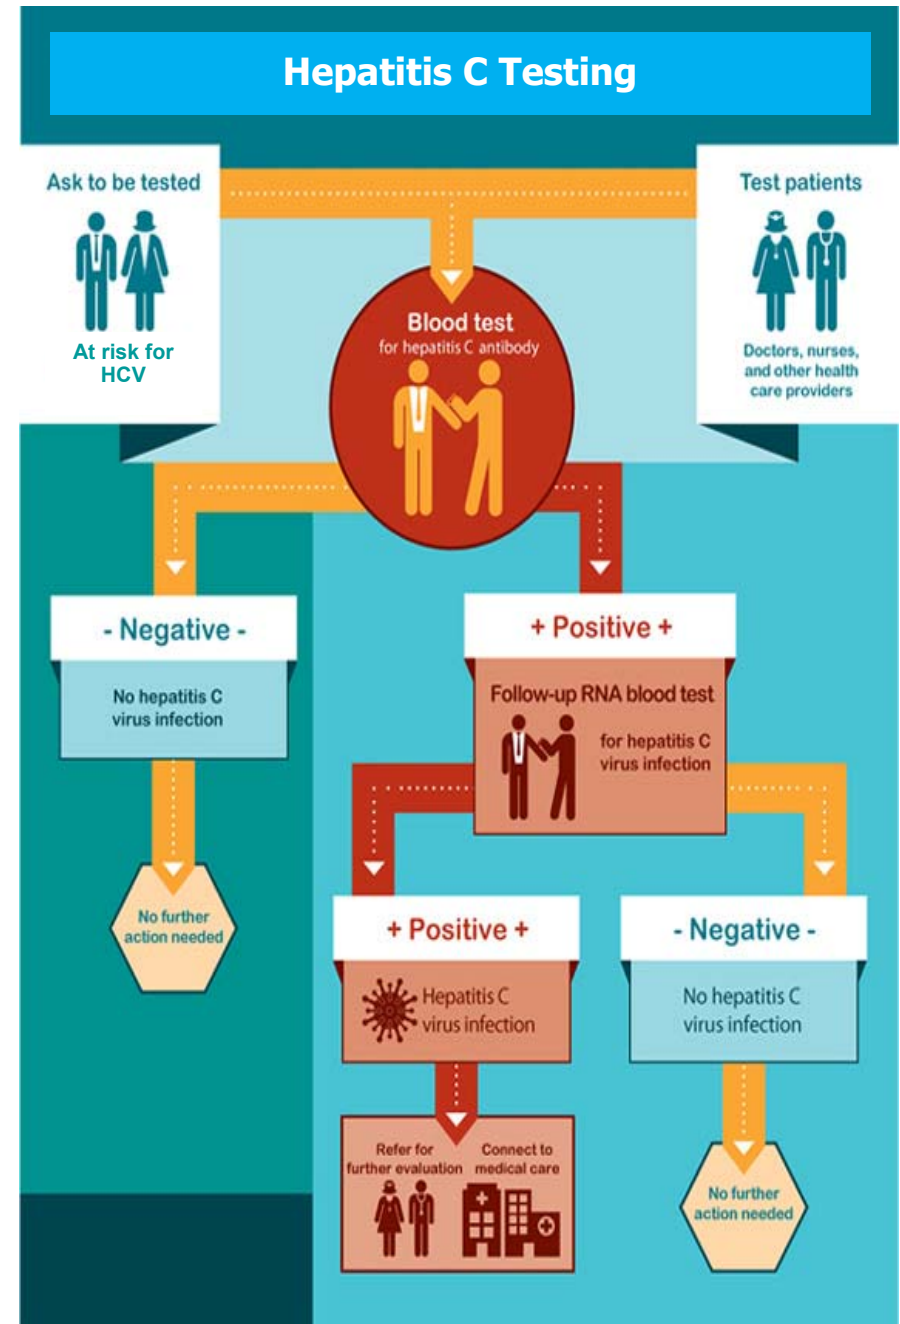 Hepatitis C Testing
Ask to be tested
At risk for
HCV
Test patients
Doctors, nurses,
and other health
care providers
Blood test
for hepatitis C antibody
- Negative -
No hepatitis C
virus infection
No further
action needed
+ Positive +
Follow-up RNA blood test
for hepatitis C
virus infection
+ Positive +
Hepatitis C
virus infection
Refer for
further evaluation
Connect to
medical care
- Negative -
No hepatitis C
virus infection
No further
action needed